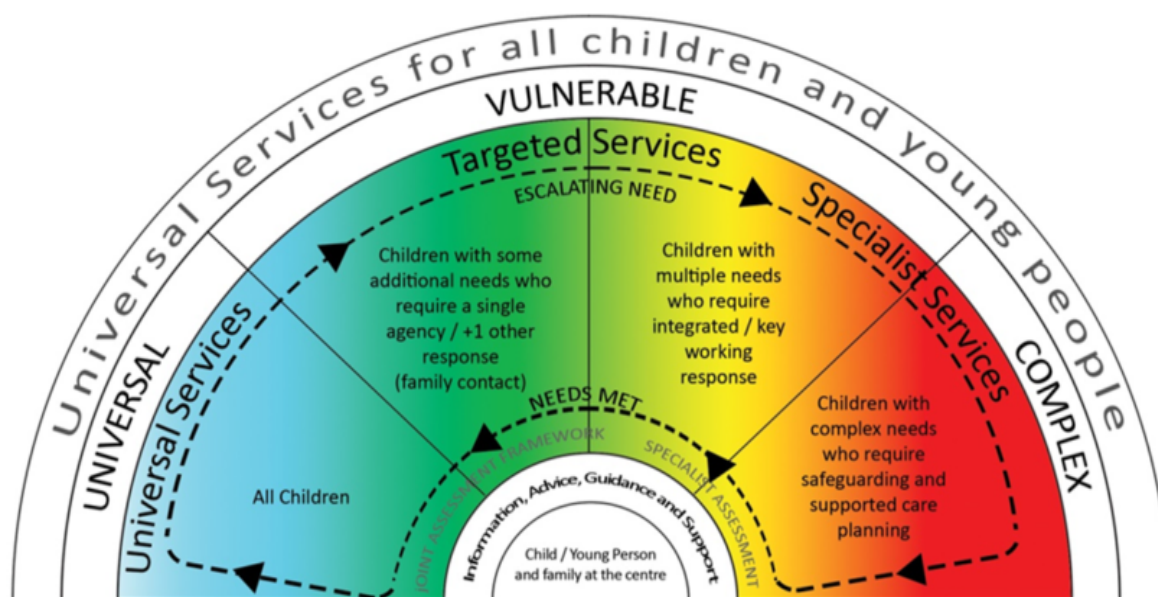 Universal Services for all children and young people
UNIVERSAL
VULNERABLE
COMPLEX
Universal Services
Targeted Services
Specialist Services
ESCALATING NEED
All Children
Children with some
additional needs who
require a single
agency / +1 other
response
(family contact)
Children with
multiple needs
who require
integrated / key
working
response
Children with
complex needs
who require
safeguarding and
supported care
planning
NEEDS MET
JOINT ASSESSMENT FRAMEWORK
SPECIALIST ASSESSMENT
Information, Advice, Guidance and Support
Child / Young Person
and family at the centre